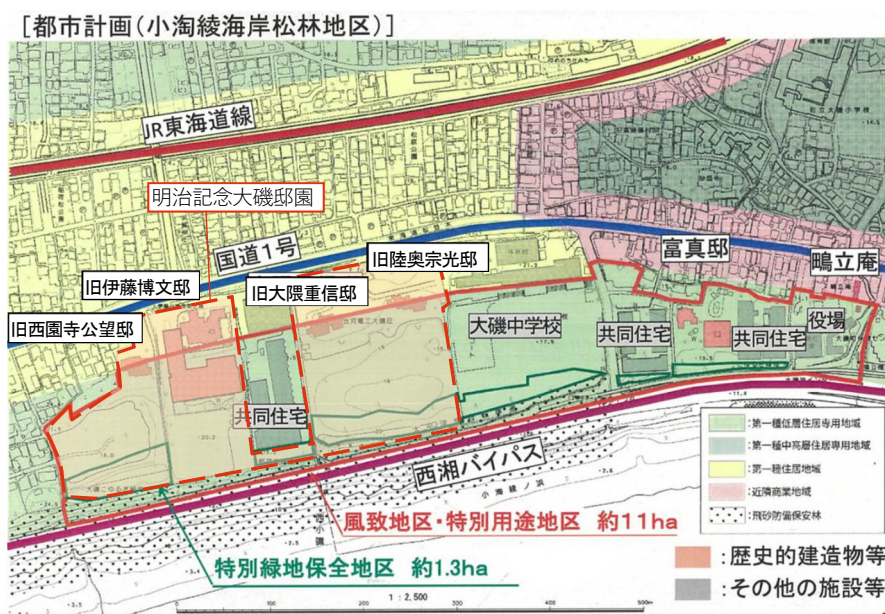 ［都市計画（小淘綾海岸松林地区）］
JR東海道線
明治記念大磯邸園
国道1号
旧陸奥宗光邸
富真邸
鴫立庵
旧伊藤博文邸
旧大隈重信邸
旧西園寺公望邸
大磯中学校
共同住宅
共同住宅
役場
共同住宅
西湘バイパス
小淘綾ノ浜
風致地区・特別用途地区 約11ha
特別緑地保全地区 約1.3ha
:第一種低層住居専用地域
:第一種中高層住居専用地域
:第一種住居地域
:近隣商業地域
:飛砂防備保安林
:歴史的建造物等
:その他の施設等
1 : 2,500